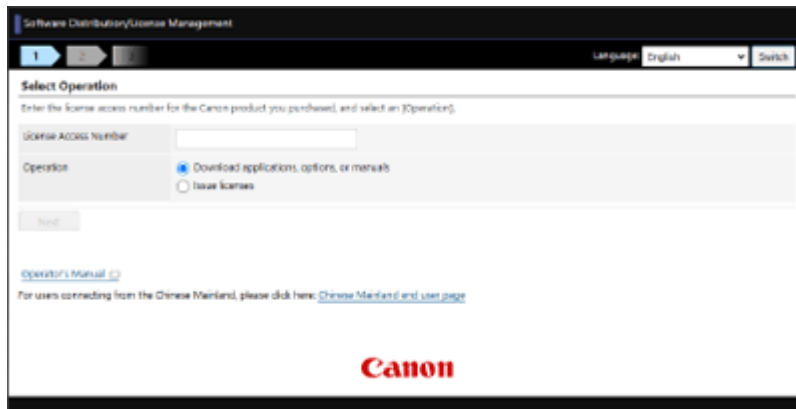 Software Distribution/License Management
1 2 3 Language: English Switch
Select Operation
Enter the license access number for the Canon product you purchased, and select an [Operation].
License Access Number
Operation Download applications, options, or manuals
Issue licenses
Next
Operator's Manual
For users connecting from the Chinese Mainland, please click here: Chinese Mainland end user page
Canon